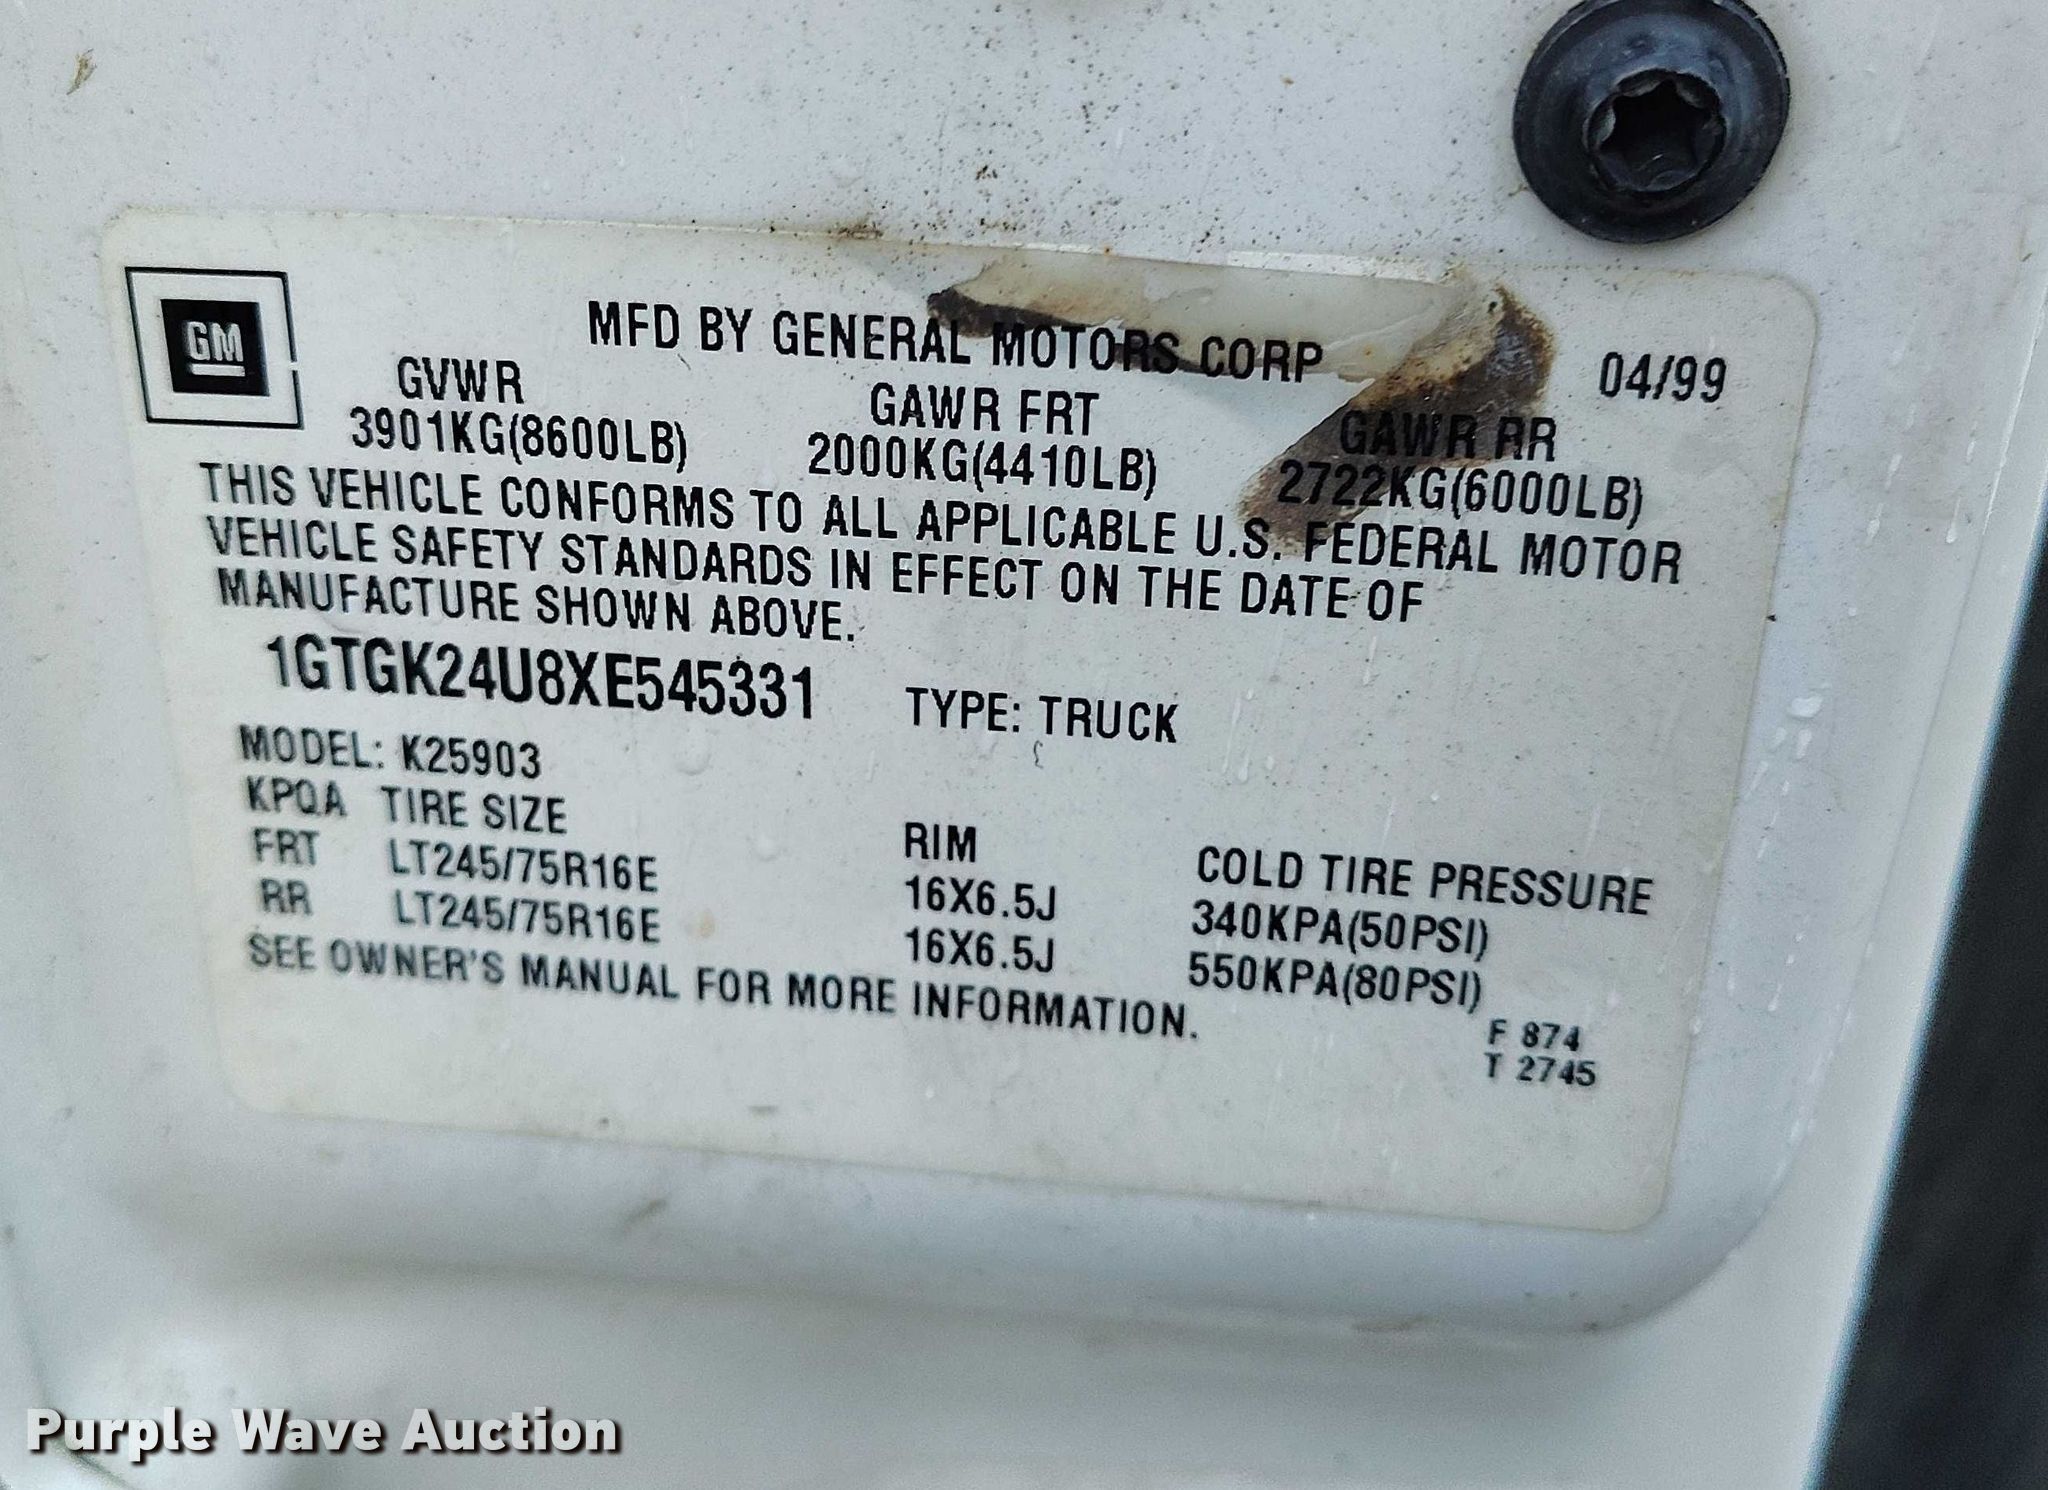 GM
MFD BY GENERAL MOTORS CORP 04/99
GVWR GAWR FRT GAWR RR
3901KG(8600LB) 2000KG(4410LB) 2722KG(6000LB)
THIS VEHICLE CONFORMS TO ALL APPLICABLE U.S. FEDERAL MOTOR
VEHICLE SAFETY STANDARDS IN EFFECT ON THE DATE OF
MANUFACTURE SHOWN ABOVE.
1GTGK24U8XE545331 TYPE: TRUCK
MODEL: K25903
KPQA TIRE SIZE RIM COLD TIRE PRESSURE
FRT LT245/75R16E 16X6.5J 340KPA(50PSI)
RR LT245/75R16E 16X6.5J 550KPA(80PSI)
SEE OWNER'S MANUAL FOR MORE INFORMATION.
F 874
T 2745
Purple Wave Auction